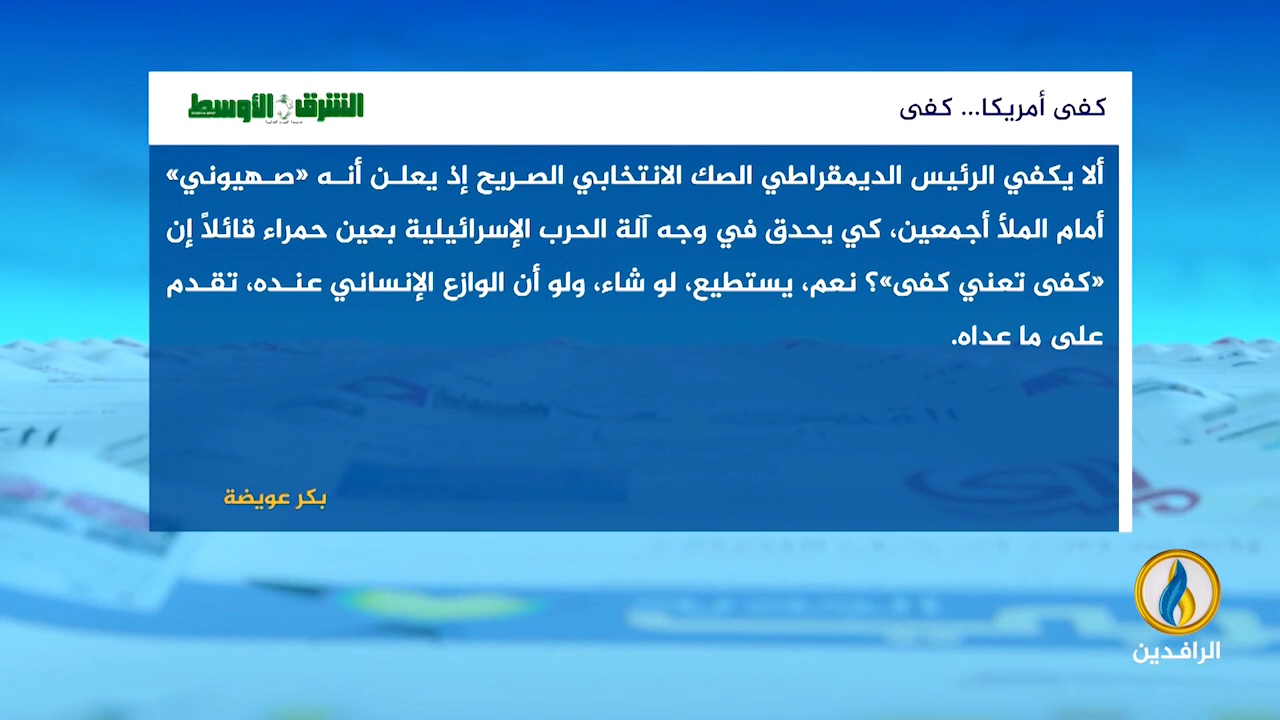 كفى أمريكا... كفى
الشرق الأوسط
ألا يكفي الرئيس الديمقراطي الصك الانتخابي الصريح إذ يعلن أنه «صهيوني»
أمام الملأ أجمعين، كي يحدق في وجه آلة الحرب الإسرائيلية بعين حمراء قائلاً إن
«كفى تعني كفى»؟ نعم، يستطيع، لو شاء، ولو أن الوازع الإنساني عنده، تقدم
على ما عداه.
بكر عويضة
الرافدين